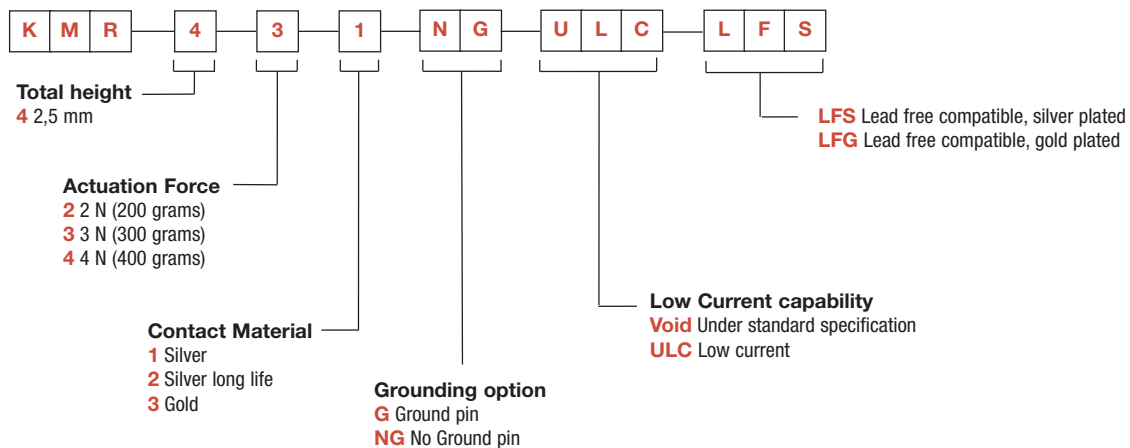 K M R 4 3 1 N G U L C L F S
Total height
4 2,5 mm
LFS Lead free compatible, silver plated
LFG Lead free compatible, gold plated
Actuation Force
2 2 N (200 grams)
3 3 N (300 grams)
4 4 N (400 grams)
Low Current capability
Void Under standard specification
ULC Low current
Contact Material
1 Silver
2 Silver long life
3 Gold
Grounding option
G Ground pin
NG No Ground pin